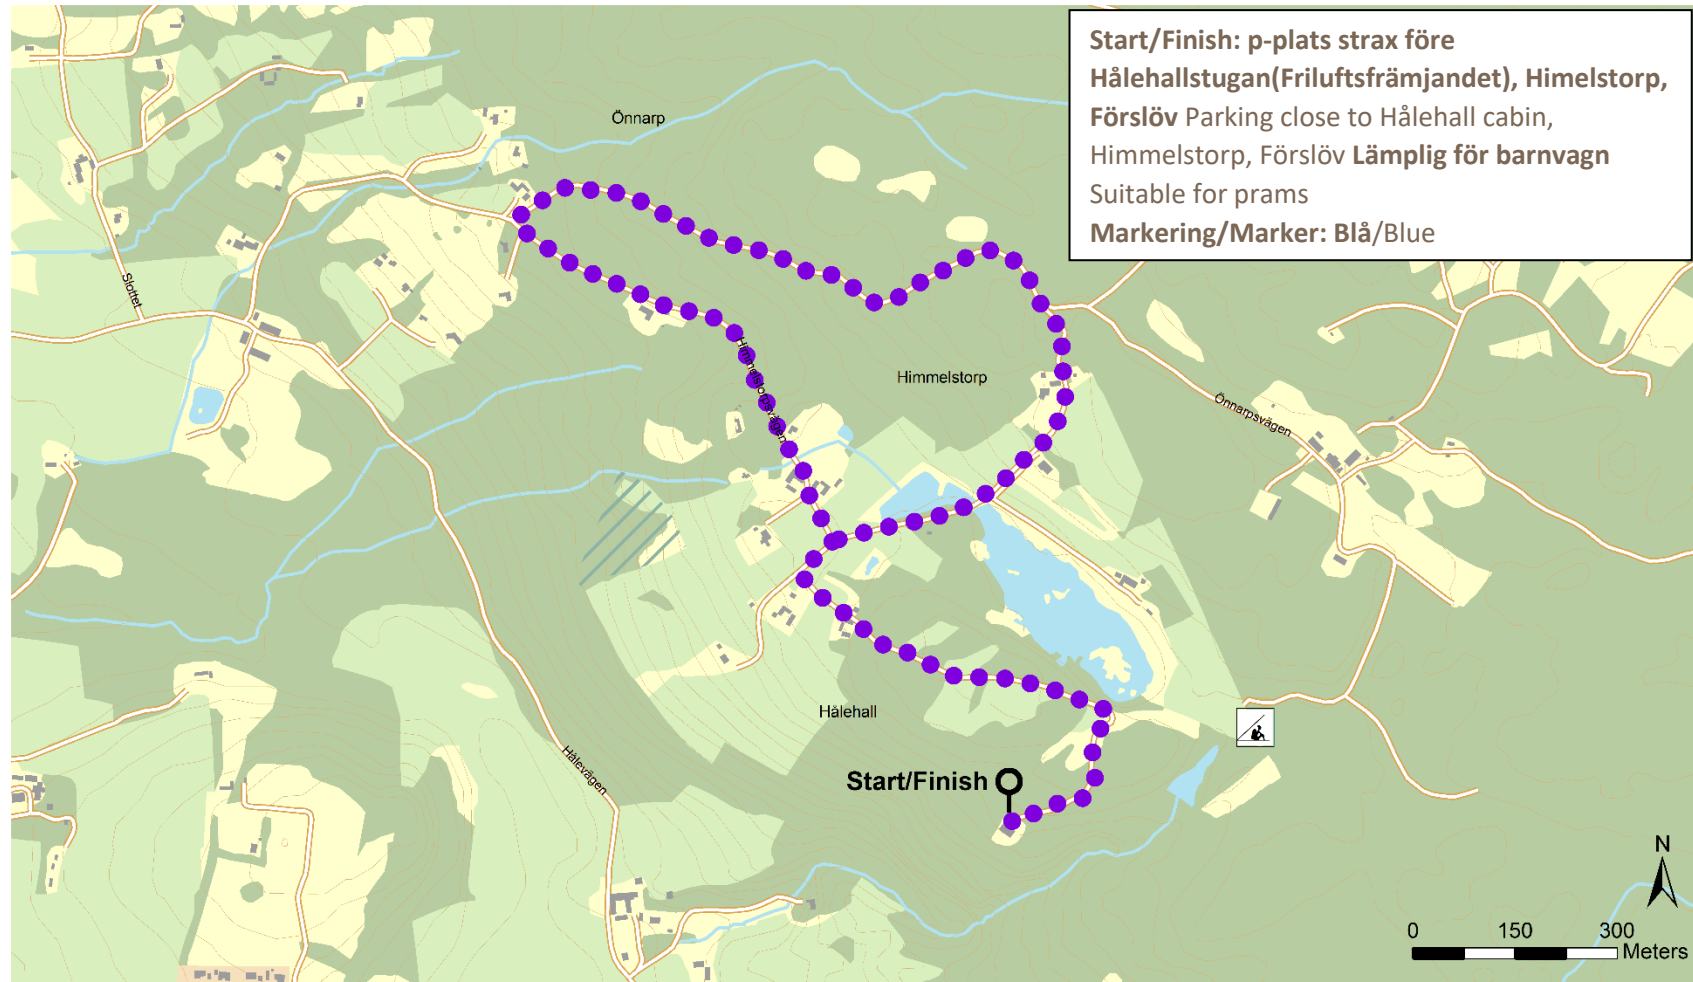 Start/Finish: p-plats strax före
Hålehallstugan(Friluftsfrämjandet), Himelstorp,
Förslöv Parking close to Hålehall cabin,
Himmelstorp, Förslöv Lämplig för barnvagn
Suitable for prams
Markering/Marker: Blå/Blue
Önnarp
Slottet
Himmelstorpsvägen
Himmelstorp
Önnarpsvägen
Hålehall
Hålevägen
Start/Finish
N
0 150 300
Meters